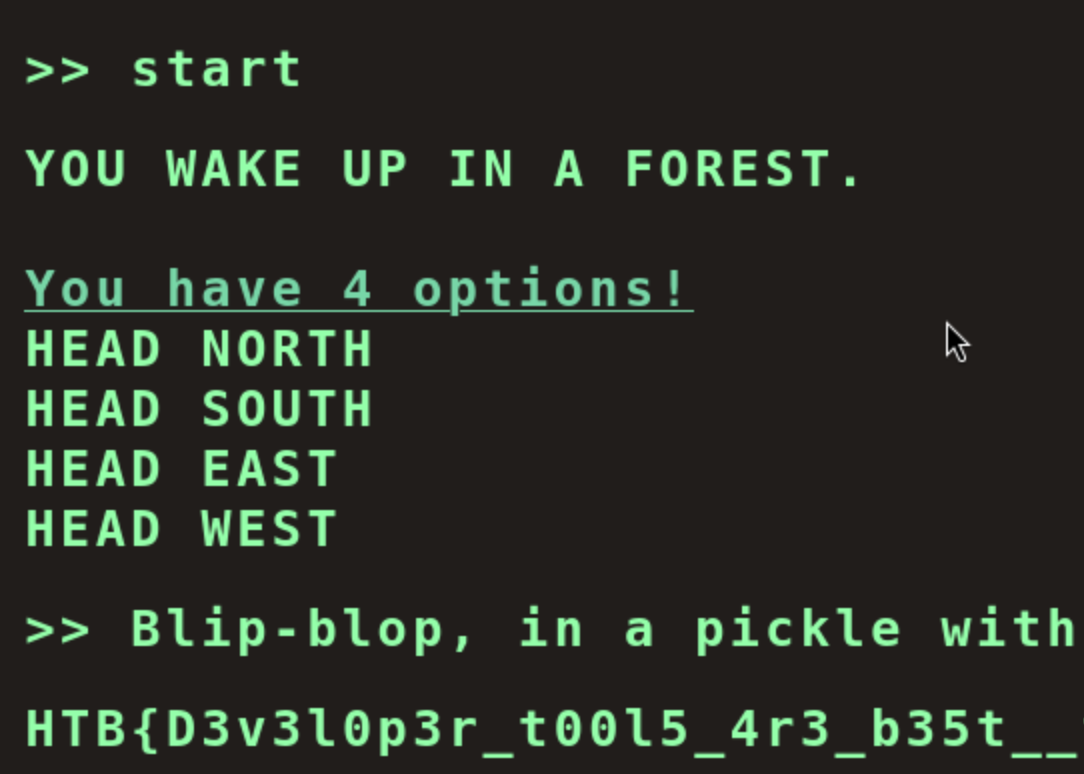 >> start
YOU WAKE UP IN A FOREST.
You have 4 options!
HEAD NORTH
HEAD SOUTH
HEAD EAST
HEAD WEST
>> Blip-blop, in a pickle with
HTB{D3v3l0p3r_t00l5_4r3_b35t__